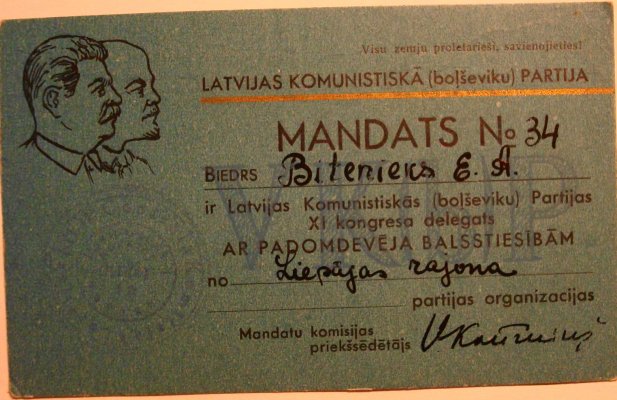 Visu zemju proletarieši, savienojieties!
LATVIJAS KOMUNISTISKĀ (boļševiku) PARTIJA
MANDATS № 34
BIEDRS Bitenieks E. A.
ir Latvijas Komunistiskās (boļševiku) Partijas
XI kongresa delegats
AR PADOMDEVĒJA BALSSTIESĪBĀM
no Liepājas rajona
partijas organizacijas
Mandatu komisijas
priekšsēdētājs